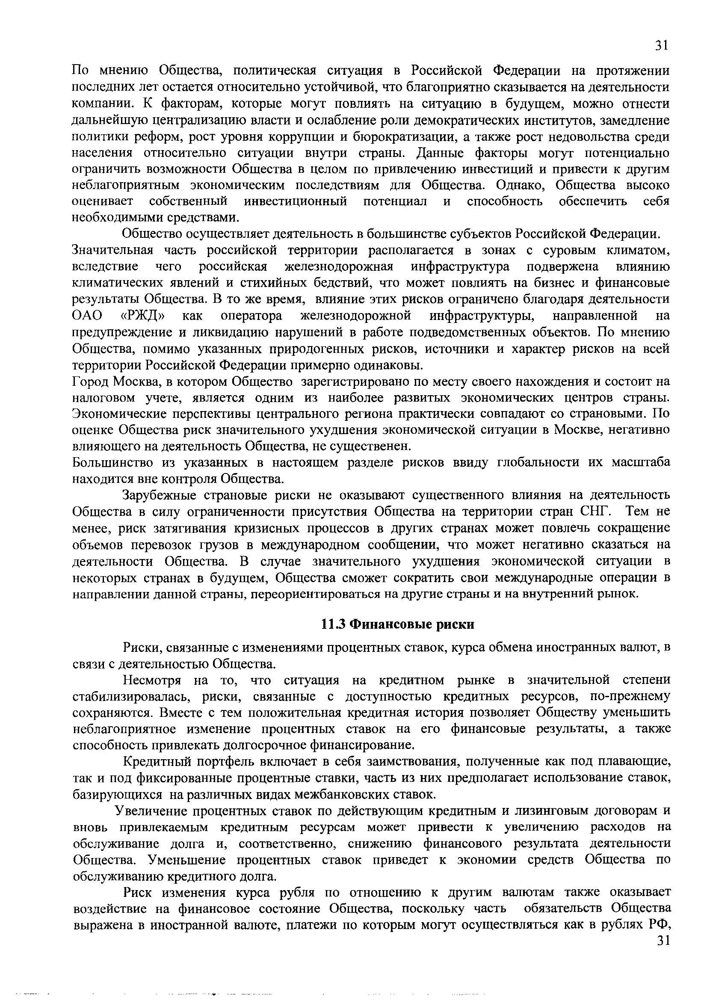 31
По мнению Общества, политическая ситуация в Российской Федерации на протяжении
последних лет остается относительно устойчивой, что благоприятно сказывается на деятельности
компании. К факторам, которые могут повлиять на ситуацию в будущем, можно отнести
дальнейшую централизацию власти и ослабление роли демократических институтов, замедление
политики реформ, рост уровня коррупции и бюрократизации, а также рост недовольства среди
населения относительно ситуации внутри страны. Данные факторы могут потенциально
ограничить возможности Общества в целом по привлечению инвестиций и привести к другим
неблагоприятным экономическим последствиям для Общества. Однако, Общества высоко
оценивает собственный инвестиционный потенциал и способность обеспечить себя
необходимыми средствами.
Общество осуществляет деятельность в большинстве субъектов Российской Федерации.
Значительная часть российской территории располагается в зонах с суровым климатом,
вследствие чего российская железнодорожная инфраструктура подвержена влиянию
климатических явлений и стихийных бедствий, что может повлиять на бизнес и финансовые
результаты Общества. В то же время, влияние этих рисков ограничено благодаря деятельности
ОАО «РЖД» как оператора железнодорожной инфраструктуры, направленной на
предупреждение и ликвидацию нарушений в работе подведомственных объектов. По мнению
Общества, помимо указанных природогенных рисков, источники и характер рисков на всей
территории Российской Федерации примерно одинаковы.
Город Москва, в котором Общество зарегистрировано по месту своего нахождения и состоит на
налоговом учете, является одним из наиболее развитых экономических центров страны.
Экономические перспективы центрального региона практически совпадают со страновыми. По
оценке Общества риск значительного ухудшения экономической ситуации в Москве, негативно
влияющего на деятельность Общества, не существенен.
Большинство из указанных в настоящем разделе рисков ввиду глобальности их масштаба
находится вне контроля Общества.
Зарубежные страновые риски не оказывают существенного влияния на деятельность
Общества в силу ограниченности присутствия Общества на территории стран СНГ. Тем не
менее, риск затягивания кризисных процессов в других странах может повлечь сокращение
объемов перевозок грузов в международном сообщении, что может негативно сказаться на
деятельности Общества. В случае значительного ухудшения экономической ситуации в
некоторых странах в будущем, Общества сможет сократить свои международные операции в
направлении данной страны, переориентироваться на другие страны и на внутренний рынок.
11.3 Финансовые риски
Риски, связанные с изменениями процентных ставок, курса обмена иностранных валют, в
связи с деятельностью Общества.
Несмотря на то, что ситуация на кредитном рынке в значительной степени
стабилизировалась, риски, связанные с доступностью кредитных ресурсов, по-прежнему
сохраняются. Вместе с тем положительная кредитная история позволяет Обществу уменьшить
неблагоприятное изменение процентных ставок на его финансовые результаты, а также
способность привлекать долгосрочное финансирование.
Кредитный портфель включает в себя заимствования, полученные как под плавающие,
так и под фиксированные процентные ставки, часть из них предполагает использование ставок,
базирующихся на различных видах межбанковских ставок.
Увеличение процентных ставок по действующим кредитным и лизинговым договорам и
вновь привлекаемым кредитным ресурсам может привести к увеличению расходов на
обслуживание долга и, соответственно, снижению финансового результата деятельности
Общества. Уменьшение процентных ставок приведет к экономии средств Общества по
обслуживанию кредитного долга.
Риск изменения курса рубля по отношению к другим валютам также оказывает
воздействие на финансовое состояние Общества, поскольку часть обязательств Общества
выражена в иностранной валюте, платежи по которым могут осуществляться как в рублях РФ,
31